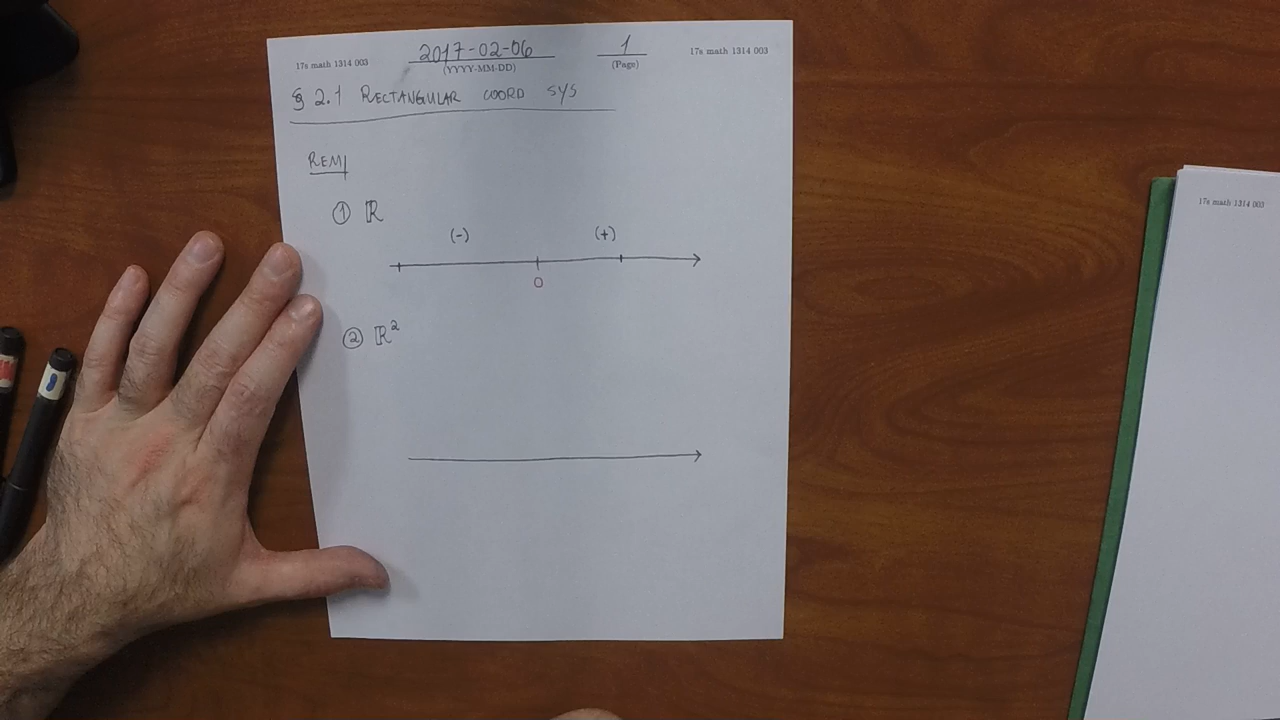 17s math 1314 003 2017-02-06 1 17s math 1314 003
(YYYY-MM-DD) (Page)
§ 2.1 RECTANGULAR COORD SYS
REM
① ℝ
(-) (+)
0
② ℝ²
17s math 1314 003